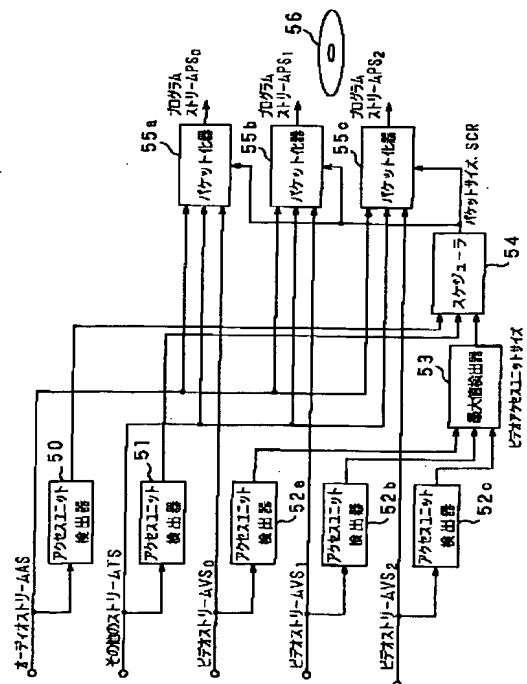 オーディオストリームAS
50
アクセスユニット
検出器
その他のストリームTS
51
アクセスユニット
検出器
ビデオストリームVS0
52a
アクセスユニット
検出器
ビデオストリームVS1
52b
アクセスユニット
検出器
ビデオストリームVS2
52c
アクセスユニット
検出器
53
最大値検出器
ビデオアクセスユニットサイズ
スケジューラ
54
パケットサイズ、SCR
55a
パケット化器
プログラム
ストリームPS0
55b
パケット化器
プログラム
ストリームPS1
55c
パケット化器
プログラム
ストリームPS2
56